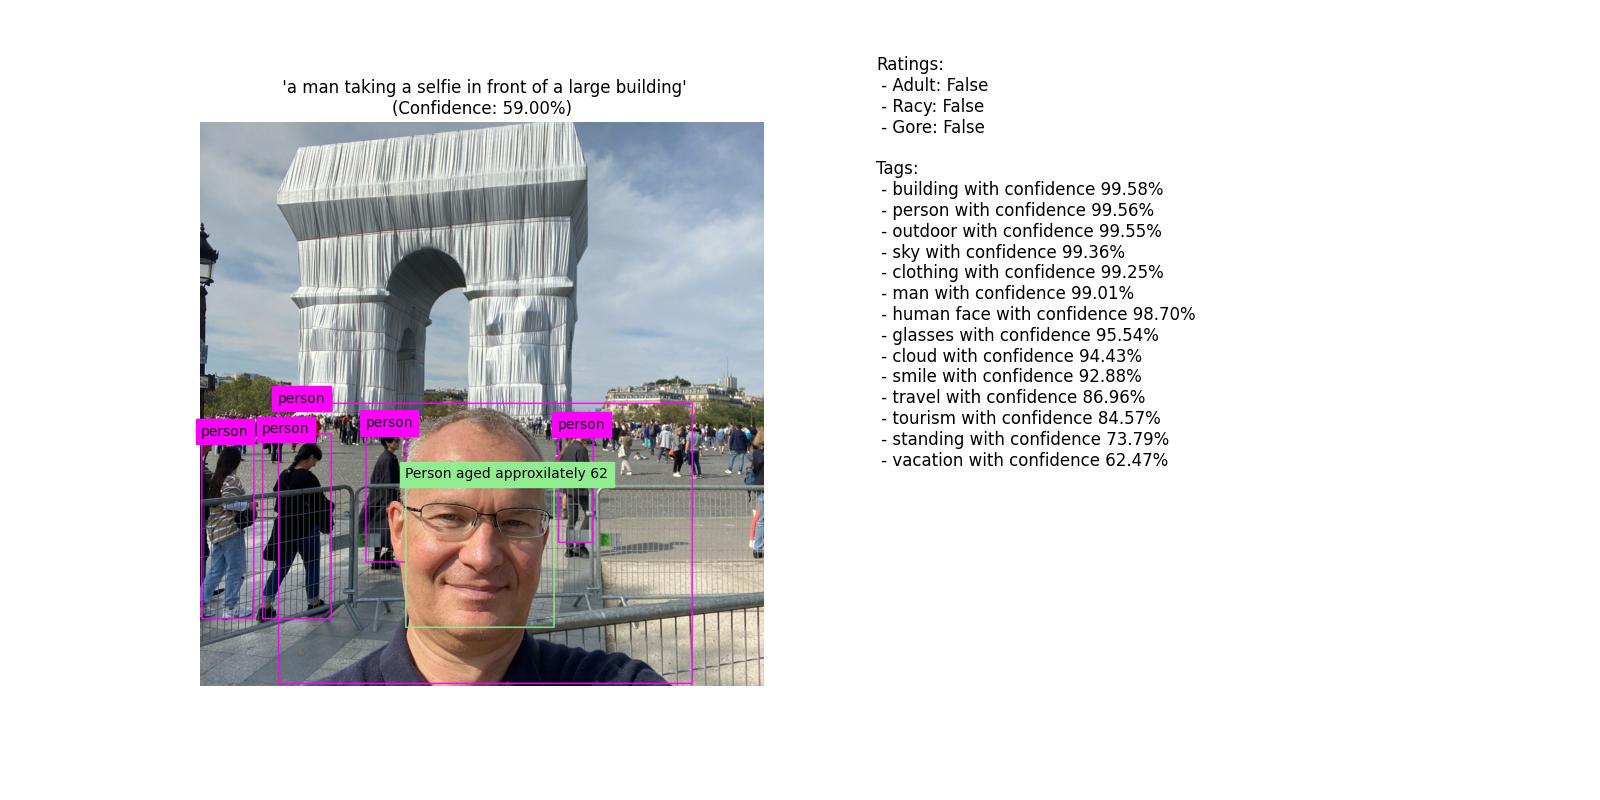 'a man taking a selfie in front of a large building'
(Confidence: 59.00%)
person
person
person
person
person
Person aged approxilately 62
Ratings:
- Adult: False
- Racy: False
- Gore: False
Tags:
- building with confidence 99.58%
- person with confidence 99.56%
- outdoor with confidence 99.55%
- sky with confidence 99.36%
- clothing with confidence 99.25%
- man with confidence 99.01%
- human face with confidence 98.70%
- glasses with confidence 95.54%
- cloud with confidence 94.43%
- smile with confidence 92.88%
- travel with confidence 86.96%
- tourism with confidence 84.57%
- standing with confidence 73.79%
- vacation with confidence 62.47%